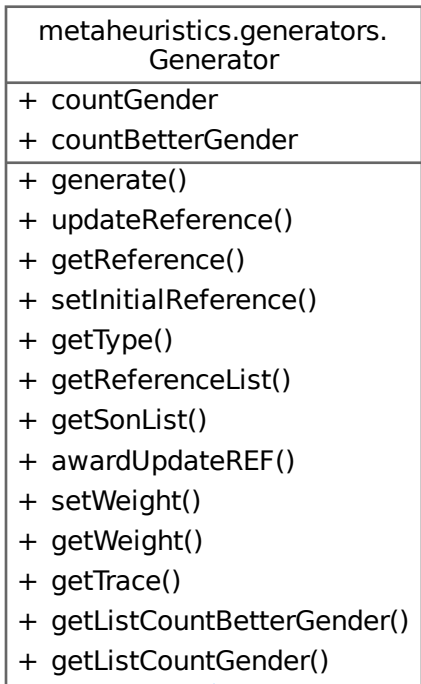 metaheuristics.generators.
Generator
+ countGender
+ countBetterGender
+ generate()
+ updateReference()
+ getReference()
+ setInitialReference()
+ getType()
+ getReferenceList()
+ getSonList()
+ awardUpdateREF()
+ setWeight()
+ getWeight()
+ getTrace()
+ getListCountBetterGender()
+ getListCountGender()